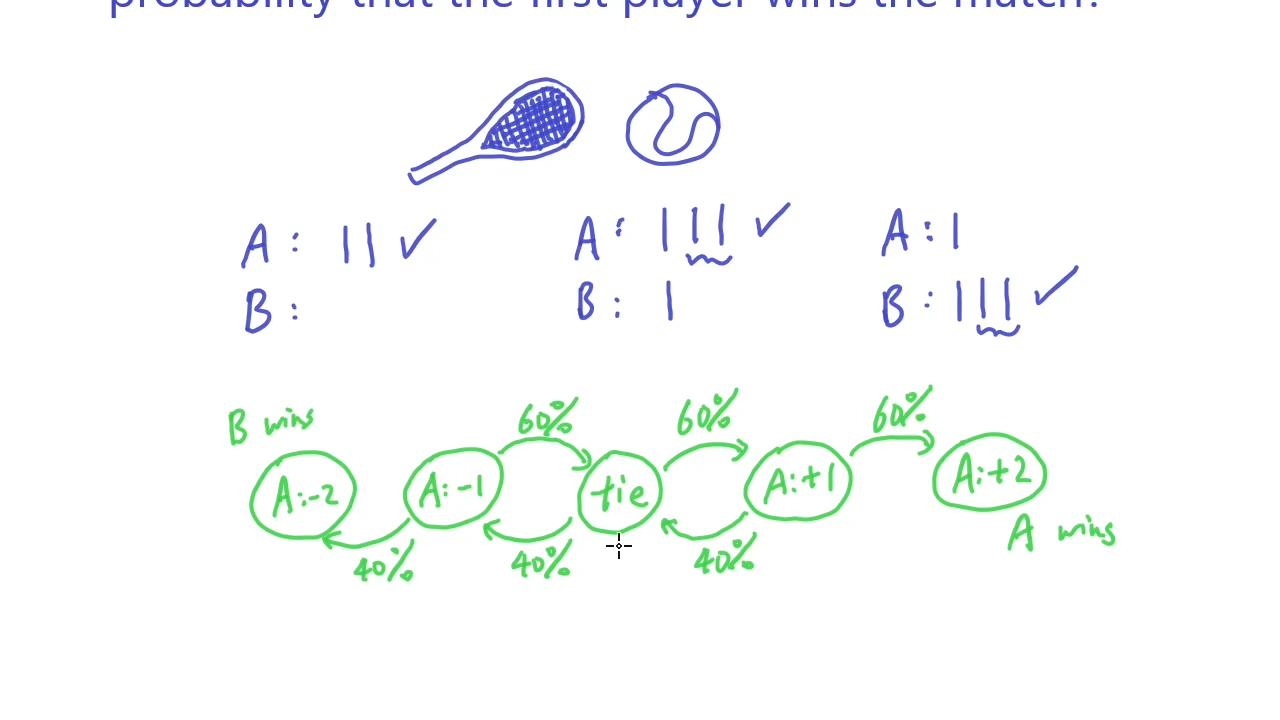 probability that the first player wins the match?
A: || ✓ A: ||| ✓ A: |
B: B: | B: ||| ✓
B wins 60% 60% 60%
A:-2 A:-1 tie A:+1 A:+2
A wins
40% 40% 40%